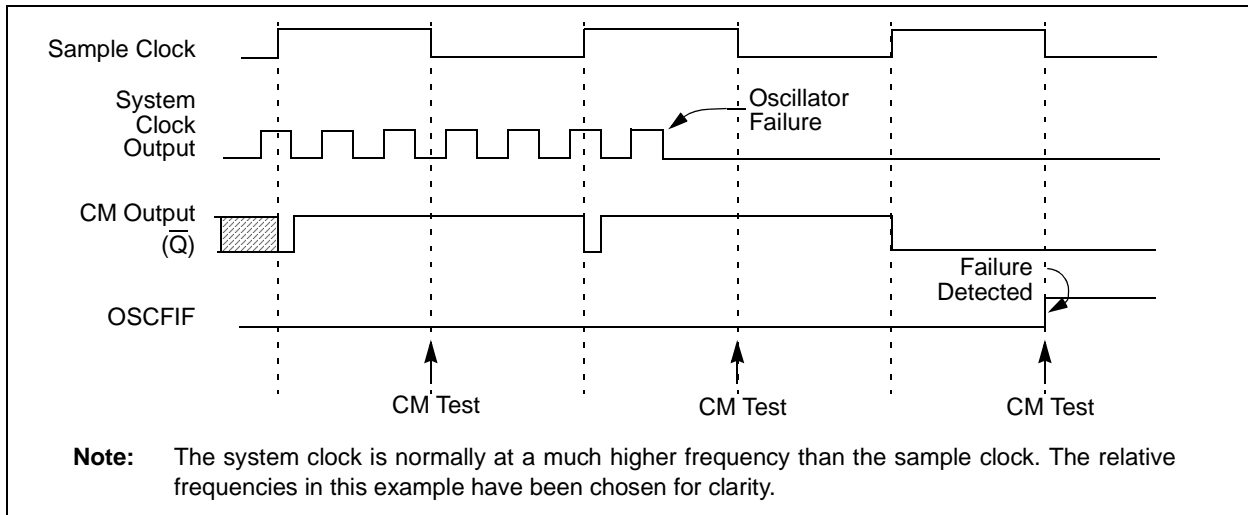 Sample Clock
System
Clock
Output
Oscillator
Failure
CM Output
(Q̅)
Failure
Detected
OSCFIF
CM Test
CM Test
CM Test
Note: The system clock is normally at a much higher frequency than the sample clock. The relative
frequencies in this example have been chosen for clarity.